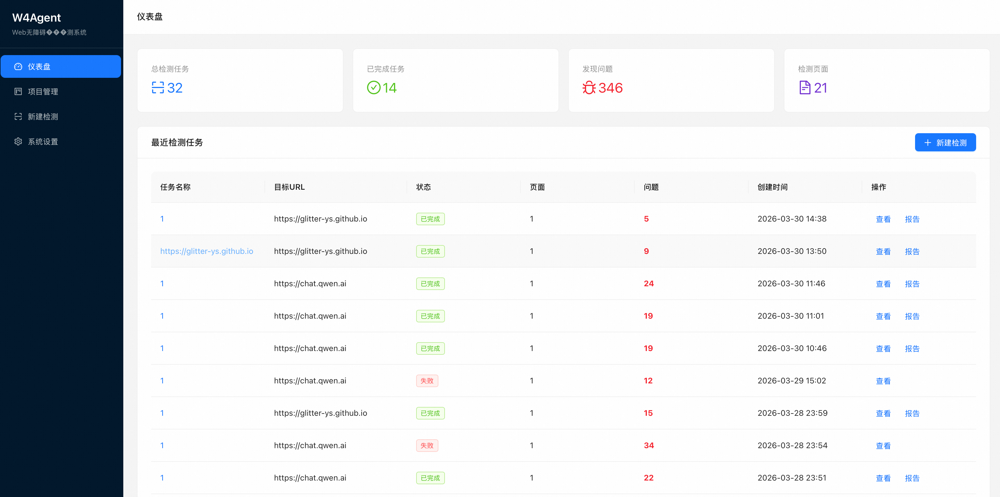 W4Agent
Web无障碍���测系统
仪表盘
项目管理
新建检测
系统设置
仪表盘
总检测任务
32
已完成任务
14
发现问题
346
检测页面
21
最近检测任务
新建检测
任务名称 目标URL 状态 页面 问题 创建时间 操作
1 https://glitter-ys.github.io 已完成 1 5 2026-03-30 14:38 查看 报告
https://glitter-ys.github.io https://glitter-ys.github.io 已完成 1 9 2026-03-30 13:50 查看 报告
1 https://chat.qwen.ai 已完成 1 24 2026-03-30 11:46 查看 报告
1 https://chat.qwen.ai 已完成 1 19 2026-03-30 11:01 查看 报告
1 https://chat.qwen.ai 已完成 1 19 2026-03-30 10:46 查看 报告
1 https://chat.qwen.ai 失败 1 12 2026-03-29 15:02 查看
1 https://glitter-ys.github.io 已完成 1 15 2026-03-28 23:59 查看 报告
1 https://chat.qwen.ai 失败 1 34 2026-03-28 23:54 查看
1 https://chat.qwen.ai 已完成 1 22 2026-03-28 23:51 查看 报告